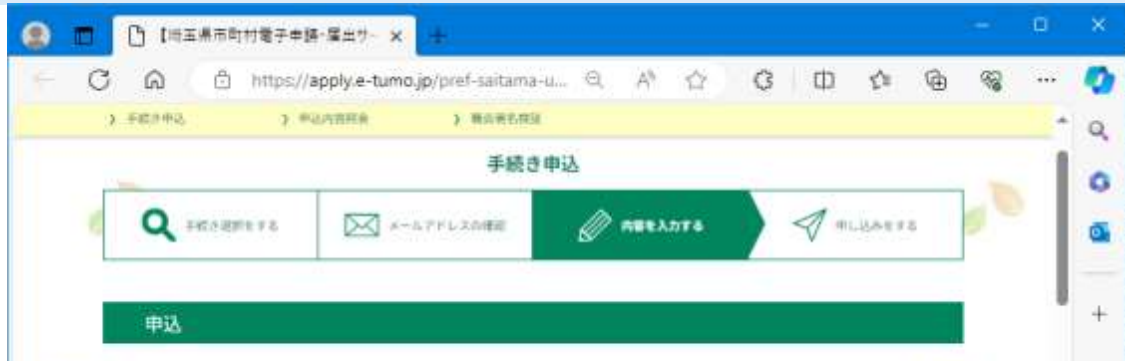 【埼玉県市町村電子申請・届出サ-
https://apply.e-tumo.jp/pref-saitama-u...
手続き申込
申込内容照会
職責署名検証
手続き申込
手続き選択をする
メールアドレスの確認
内容を入力する
申し込みをする
申込